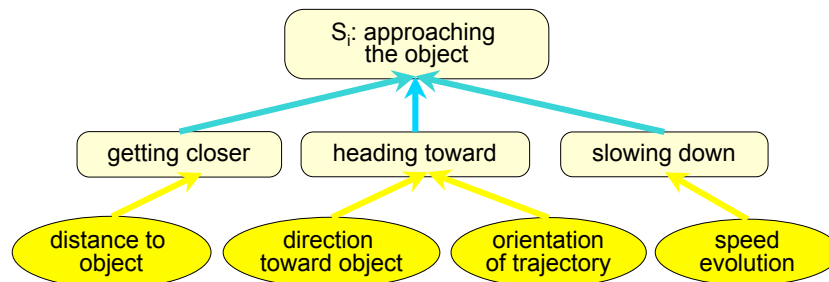 Sᵢ: approaching
the object
getting closer
heading toward
slowing down
distance to
object
direction
toward object
orientation
of trajectory
speed
evolution